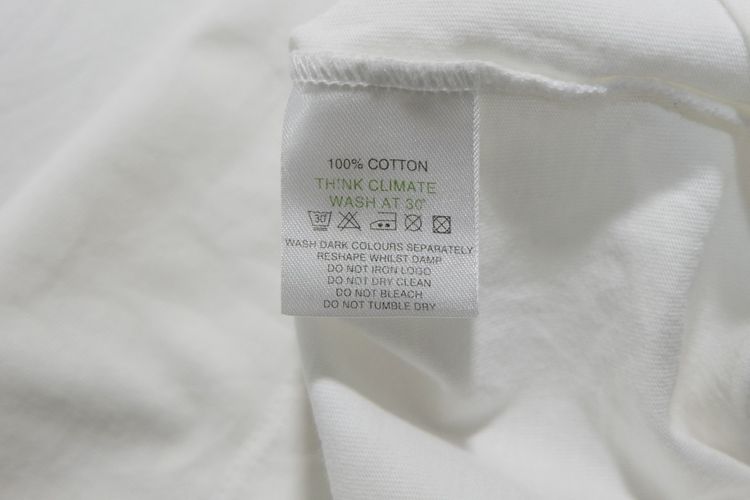 100% COTTON
THINK CLIMATE
WASH AT 30°
30°
WASH DARK COLOURS SEPARATELY
RESHAPE WHILST DAMP
DO NOT IRON LOGO
DO NOT DRY CLEAN
DO NOT BLEACH
DO NOT TUMBLE DRY